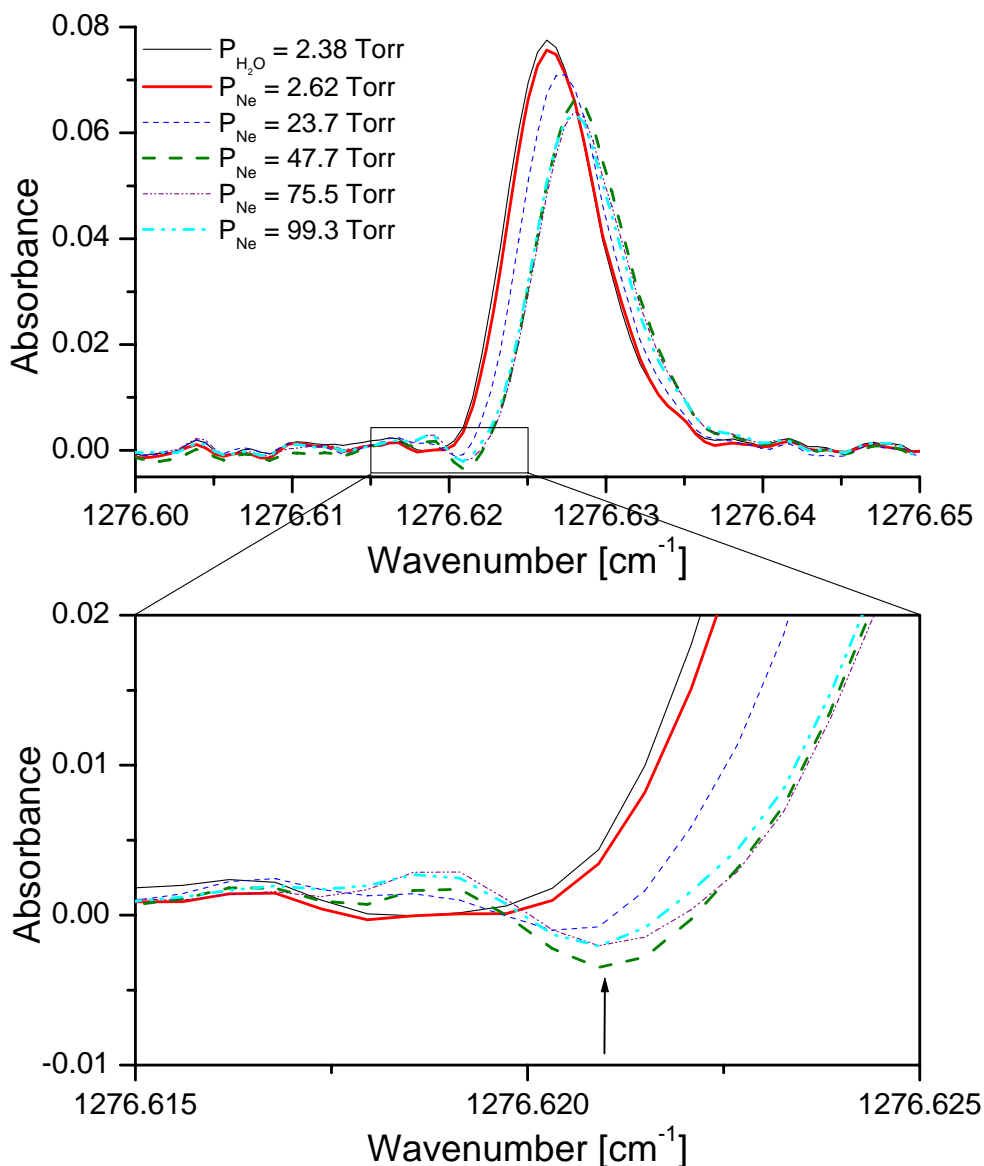 0.08
0.06
0.04
0.02
0.00
Absorbance
P_H₂O = 2.38 Torr
P_Ne = 2.62 Torr
P_Ne = 23.7 Torr
P_Ne = 47.7 Torr
P_Ne = 75.5 Torr
P_Ne = 99.3 Torr
1276.60 1276.61 1276.62 1276.63 1276.64 1276.65
Wavenumber [cm⁻¹]
0.02
0.01
0.00
-0.01
Absorbance
1276.615 1276.620 1276.625
Wavenumber [cm⁻¹]